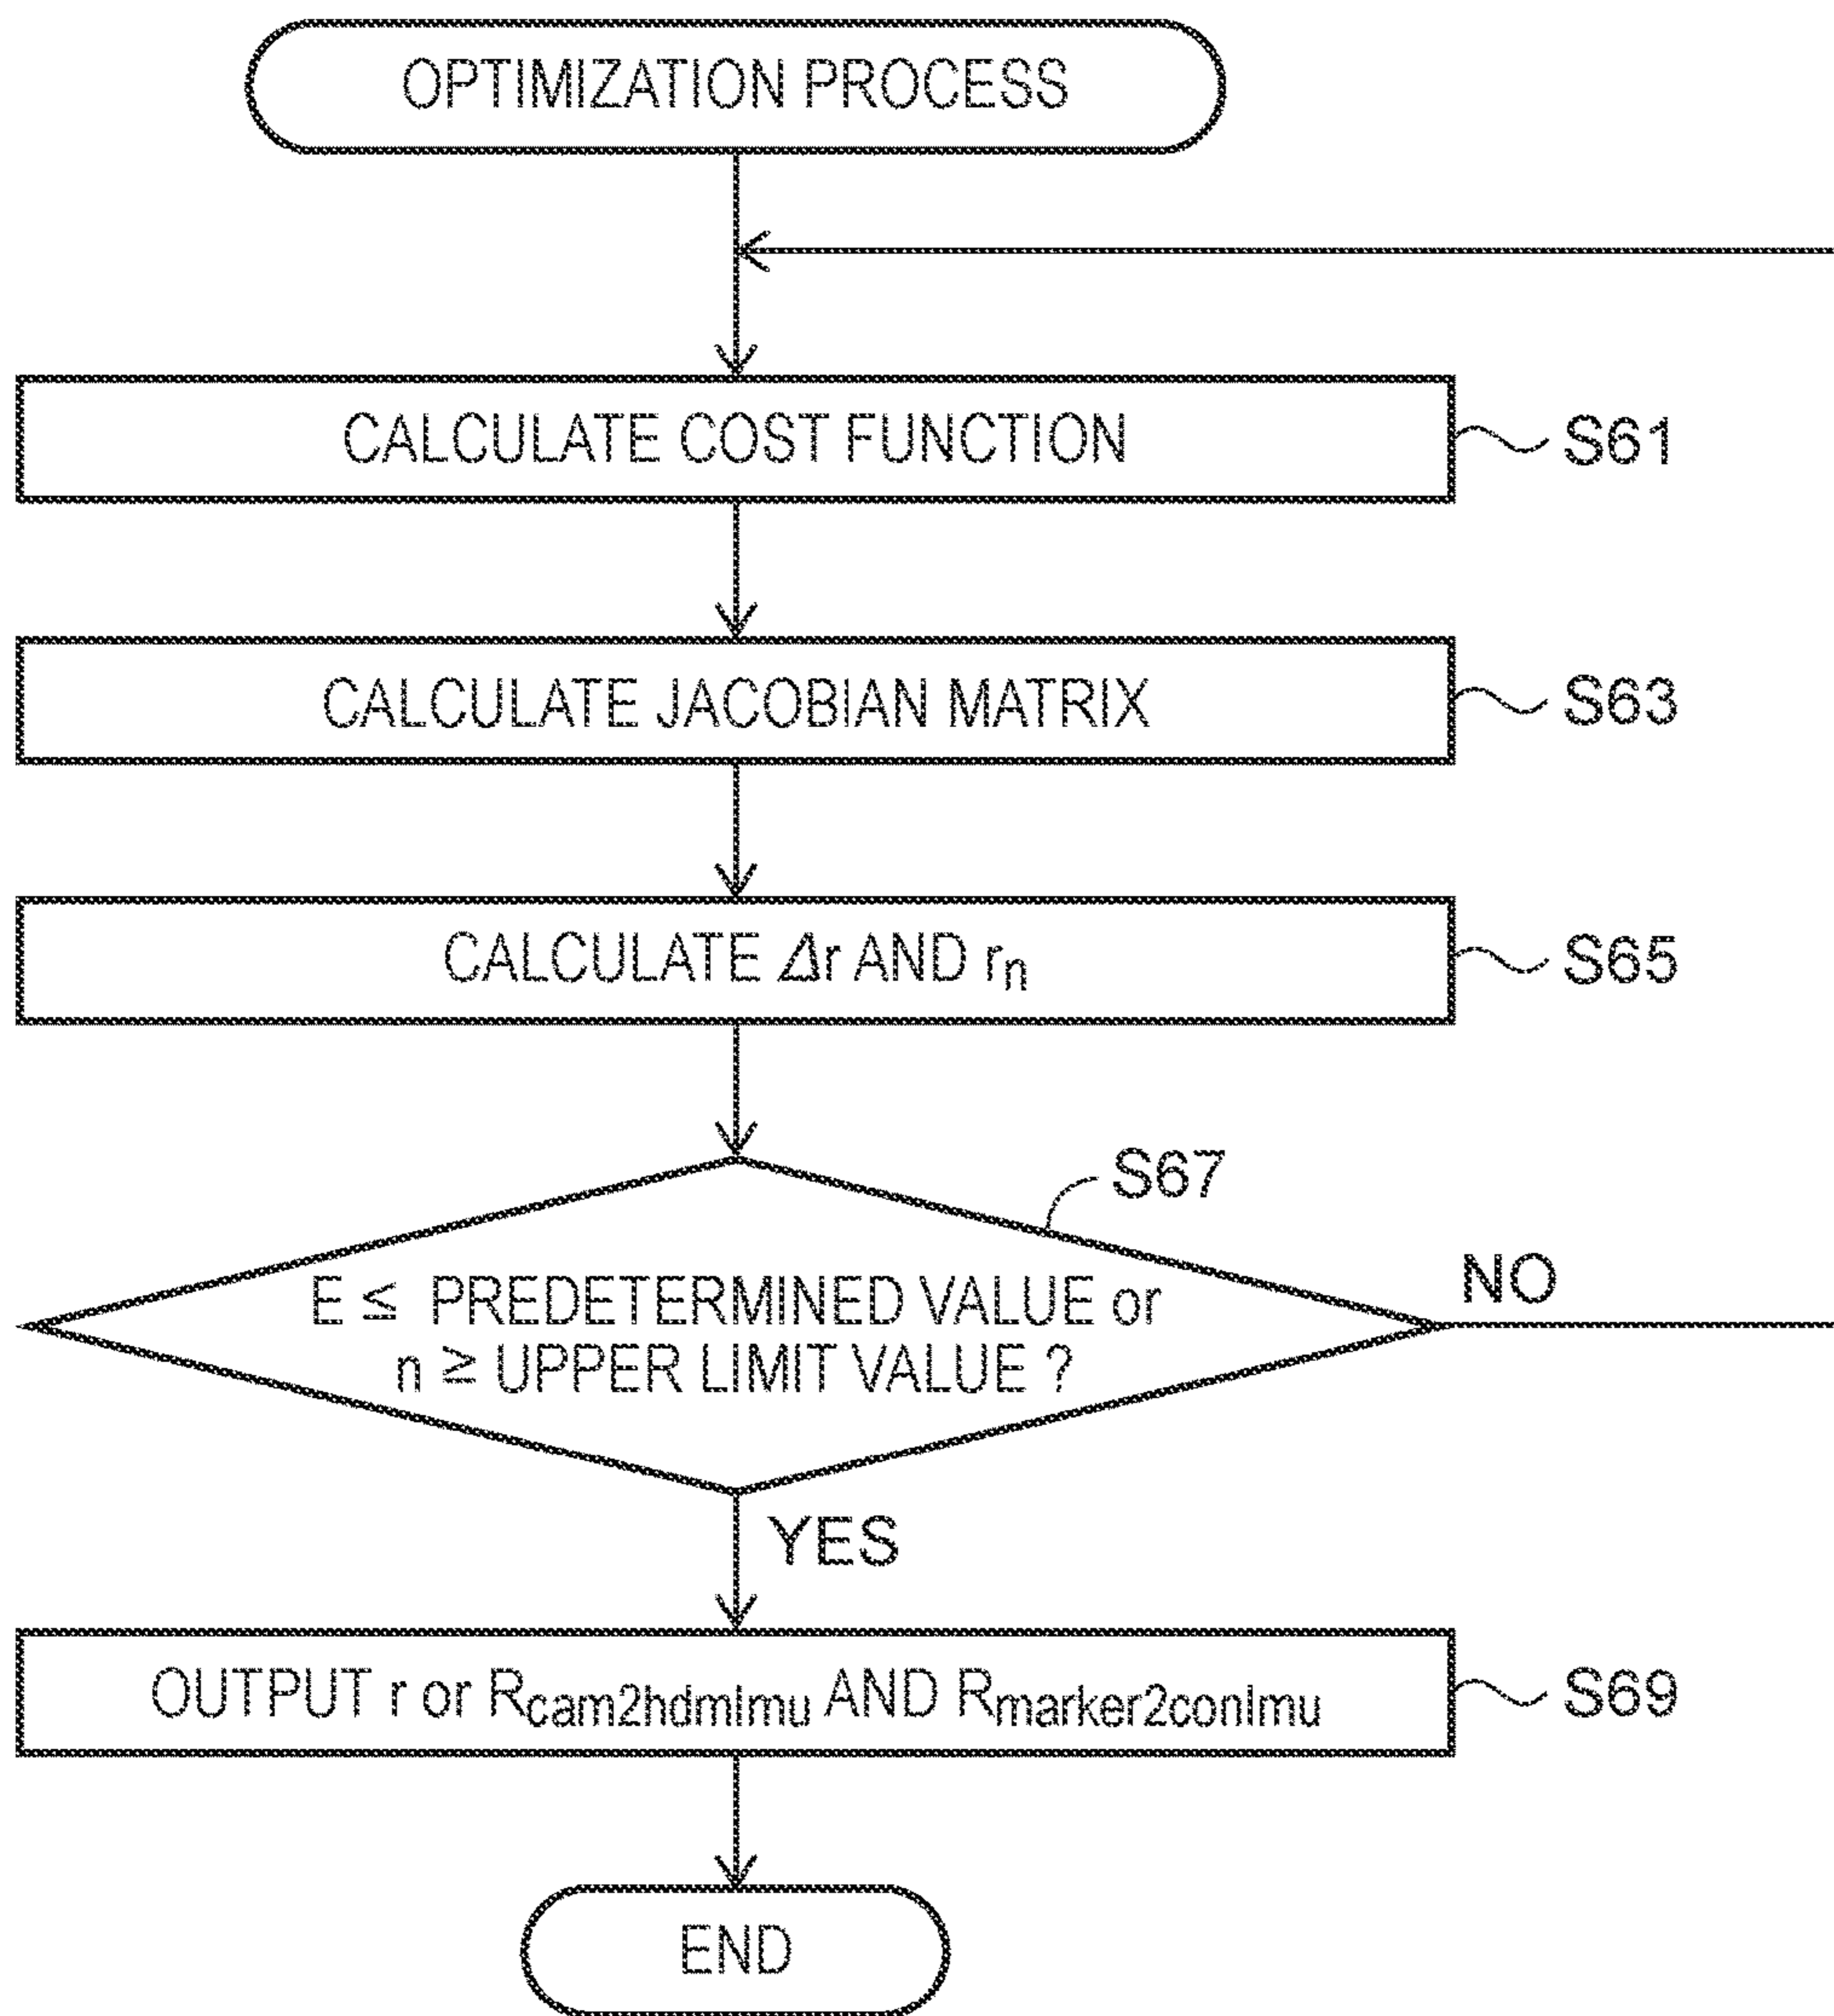 OPTIMIZATION PROCESS
CALCULATE COST FUNCTION
S61
CALCULATE JACOBIAN MATRIX
S63
CALCULATE Δr AND rn
S65
S67
E ≤ PREDETERMINED VALUE or
n ≥ UPPER LIMIT VALUE ?
NO
YES
OUTPUT r or Rcam2hdmImu AND Rmarker2conImu
S69
END